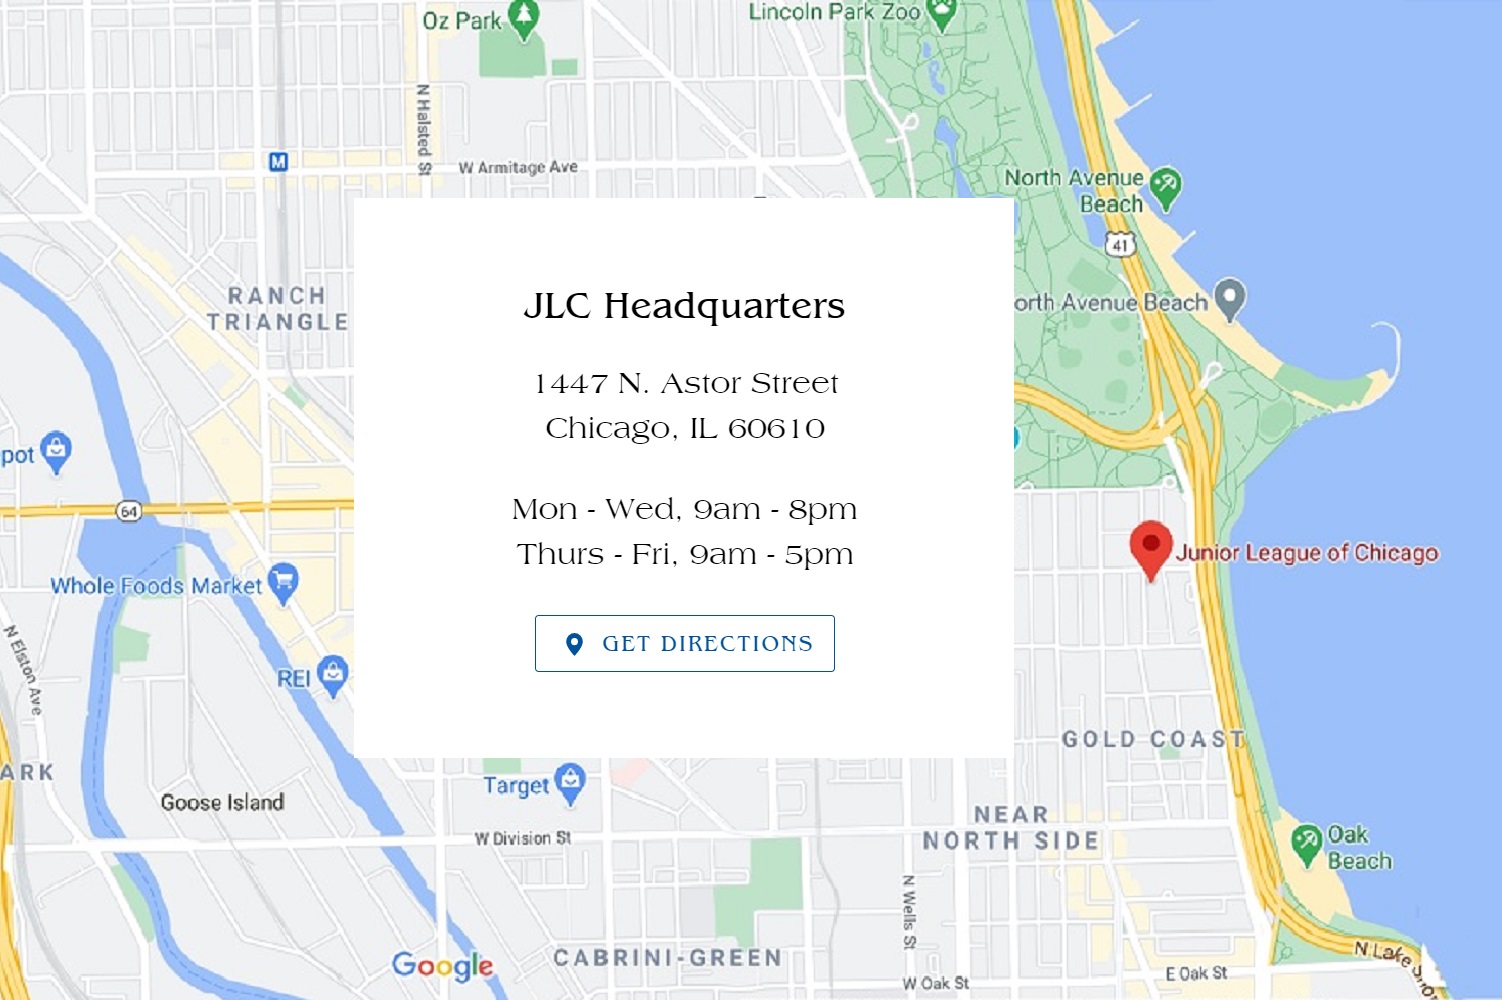 Oz Park
Lincoln Park Zoo
N Halsted St
M
W Armitage Ave
North Avenue
Beach
41
RANCH
TRIANGLE
orth Avenue Beach
JLC Headquarters
1447 N. Astor Street
Chicago, IL 60610
Mon - Wed, 9am - 8pm
Thurs - Fri, 9am - 5pm
GET DIRECTIONS
pot
64
Whole Foods Market
Junior League of Chicago
N Elston Ave
REI
GOLD COAST
ARK
Target
Goose Island
NEAR
NORTH SIDE
W Division St
Oak
Beach
N Wells St
Google
CABRINI-GREEN
W Oak St
E Oak St
N Lake Sho